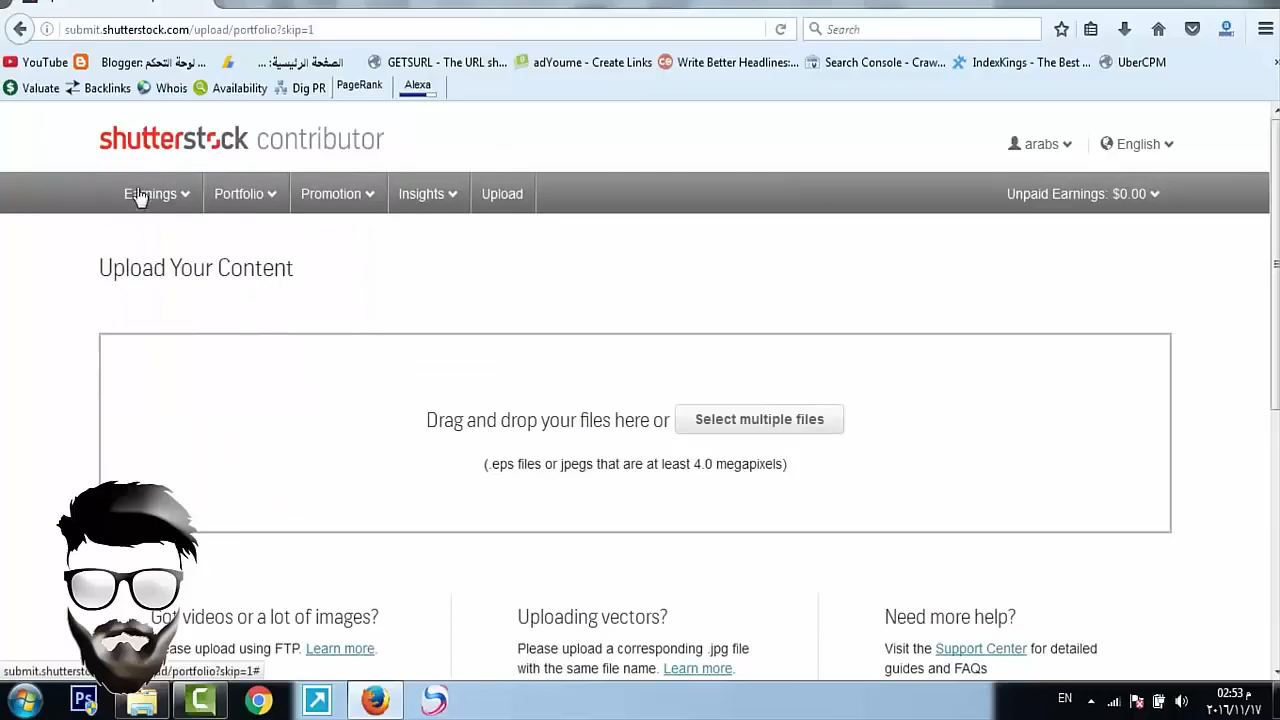 submit.shutterstock.com/upload/portfolio?skip=1
Search
YouTube
Blogger: لوحة التحكم ...
الصفحة الرئيسية: ...
GETSURL - The URL sh...
adYoume - Create Links
Write Better Headlines:...
Search Console - Craw...
IndexKings - The Best ...
UberCPM
Valuate
Backlinks
Whois
Availability
Dig PR
PageRank
Alexa
shutterstock contributor
arabs
English
Earnings
Portfolio
Promotion
Insights
Upload
Unpaid Earnings: $0.00
Upload Your Content
Drag and drop your files here or
Select multiple files
(.eps files or jpegs that are at least 4.0 megapixels)
Got videos or a lot of images?
Please upload using FTP. Learn more.
Uploading vectors?
Please upload a corresponding .jpg file
with the same file name. Learn more.
Need more help?
Visit the Support Center for detailed
guides and FAQs
EN
02:53 م
٢٠١٦/١١/١٧